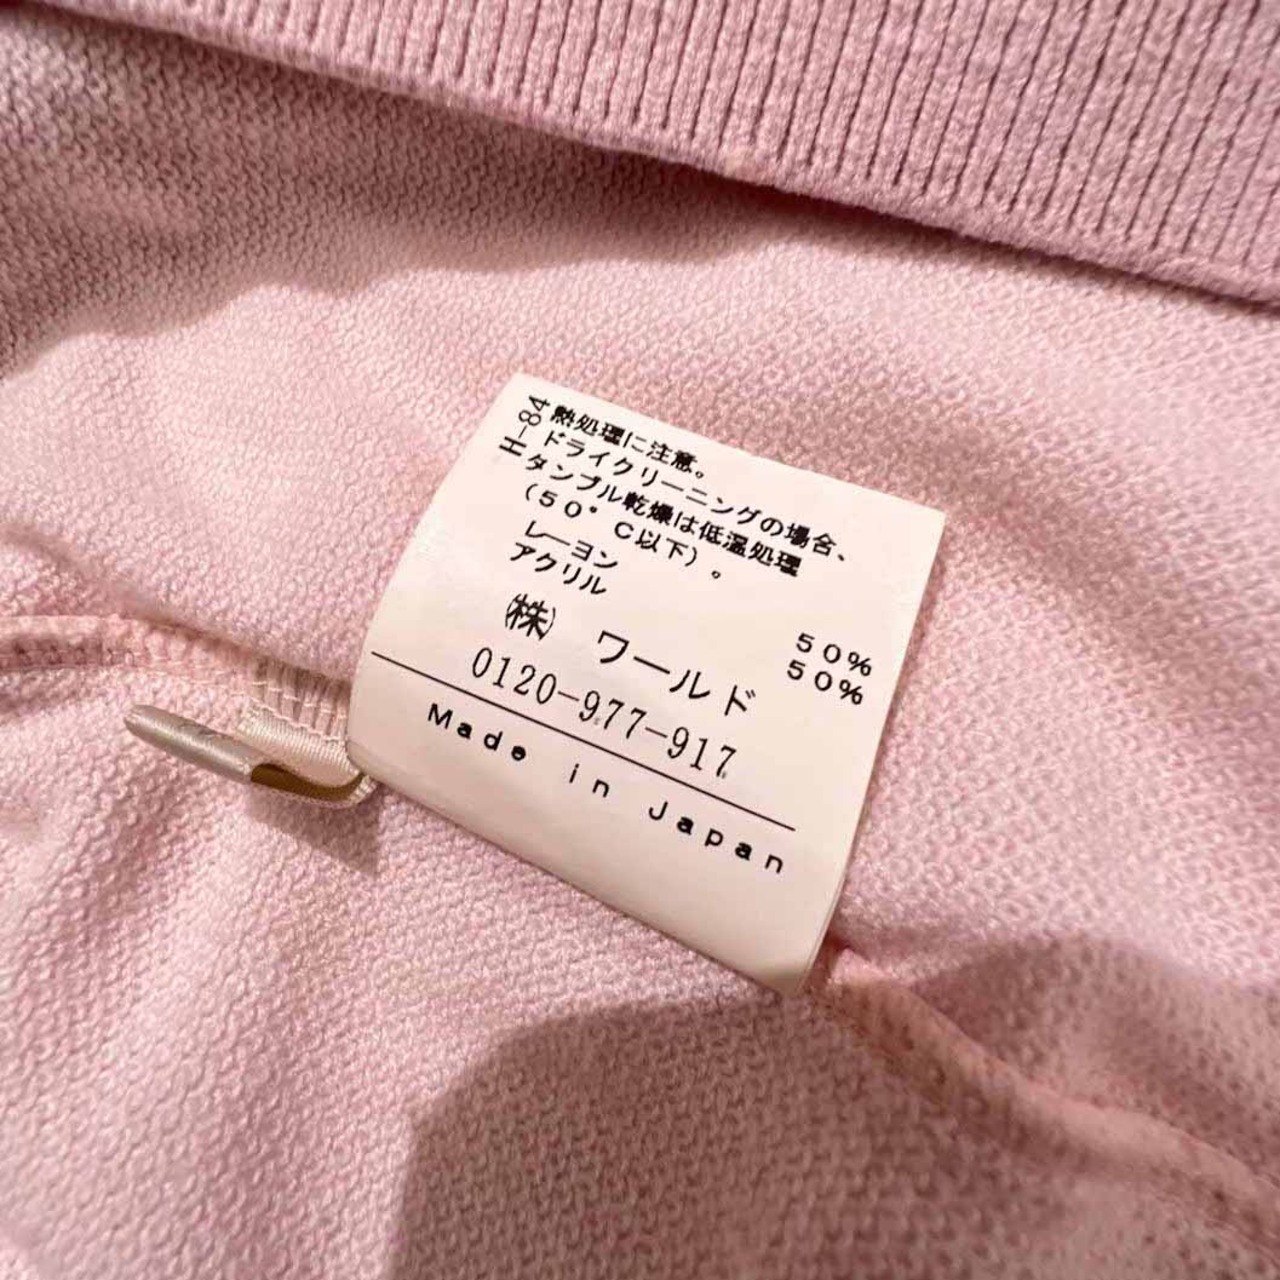 H-84
熱処理に注意。
ドライクリーニングの場合、
タンブル乾燥は低温処理
(50°C以下)。
レーヨン 50%
アクリル 50%
(株) ワールド
0120-977-917
Made in Japan